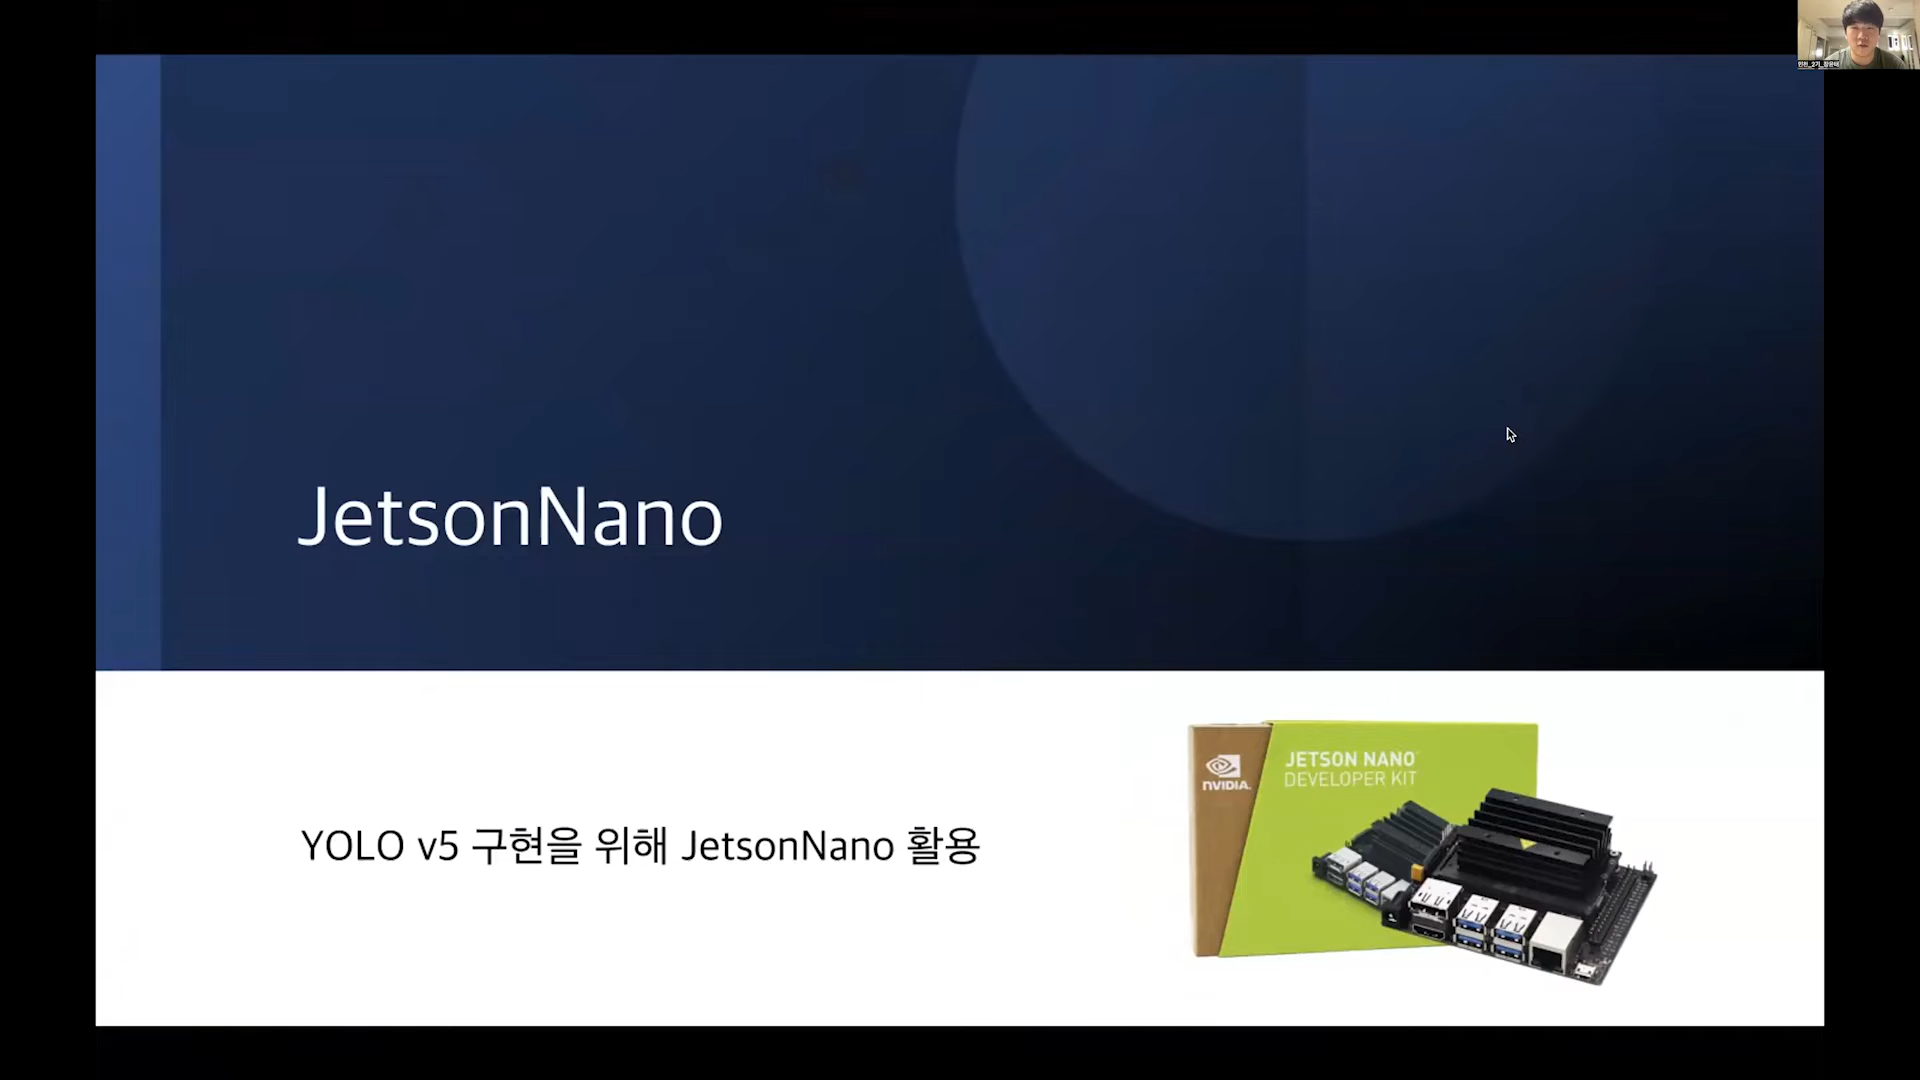 JetsonNano
YOLO v5 구현을 위해 JetsonNano 활용
NVIDIA.
JETSON NANO
DEVELOPER KIT